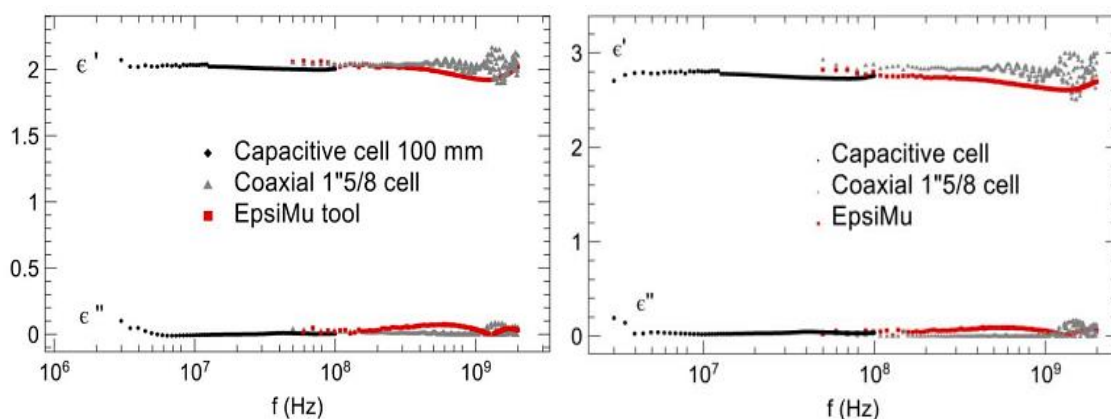 2
1.5
1
0.5
0
ϵ'
◆ Capacitive cell 100 mm
▲ Coaxial 1"5/8 cell
■ EpsiMu tool
ϵ"
10⁶ 10⁷ 10⁸ 10⁹
f (Hz)
3
2
1
0
ϵ'
Capacitive cell
Coaxial 1"5/8 cell
EpsiMu
ϵ"
10⁷ 10⁸ 10⁹
f (Hz)